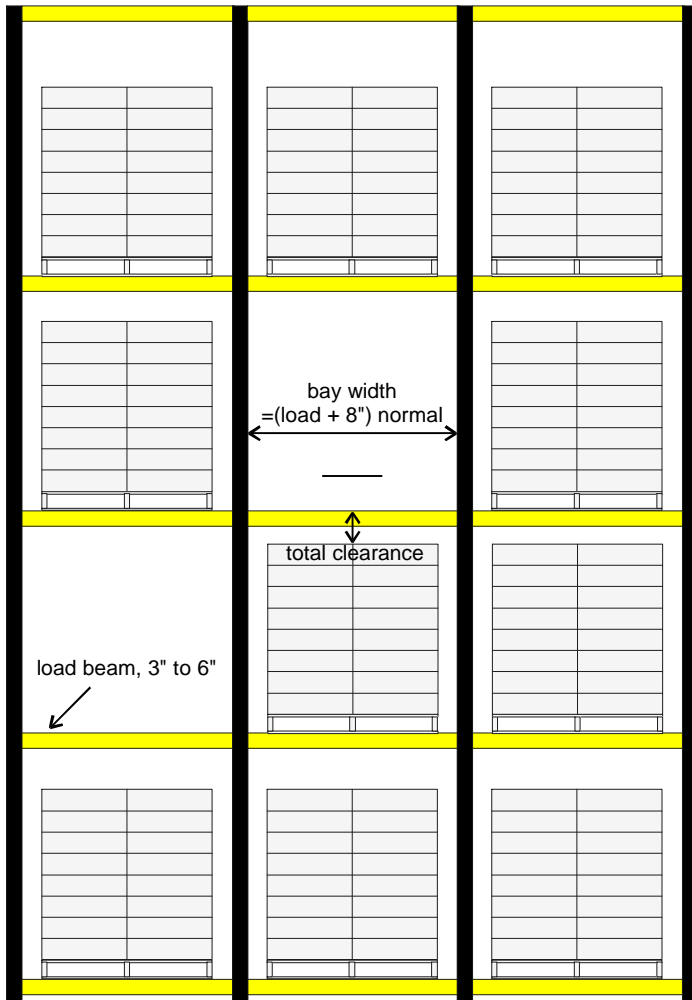 bay width
=(load + 8") normal
total clearance
load beam, 3" to 6"